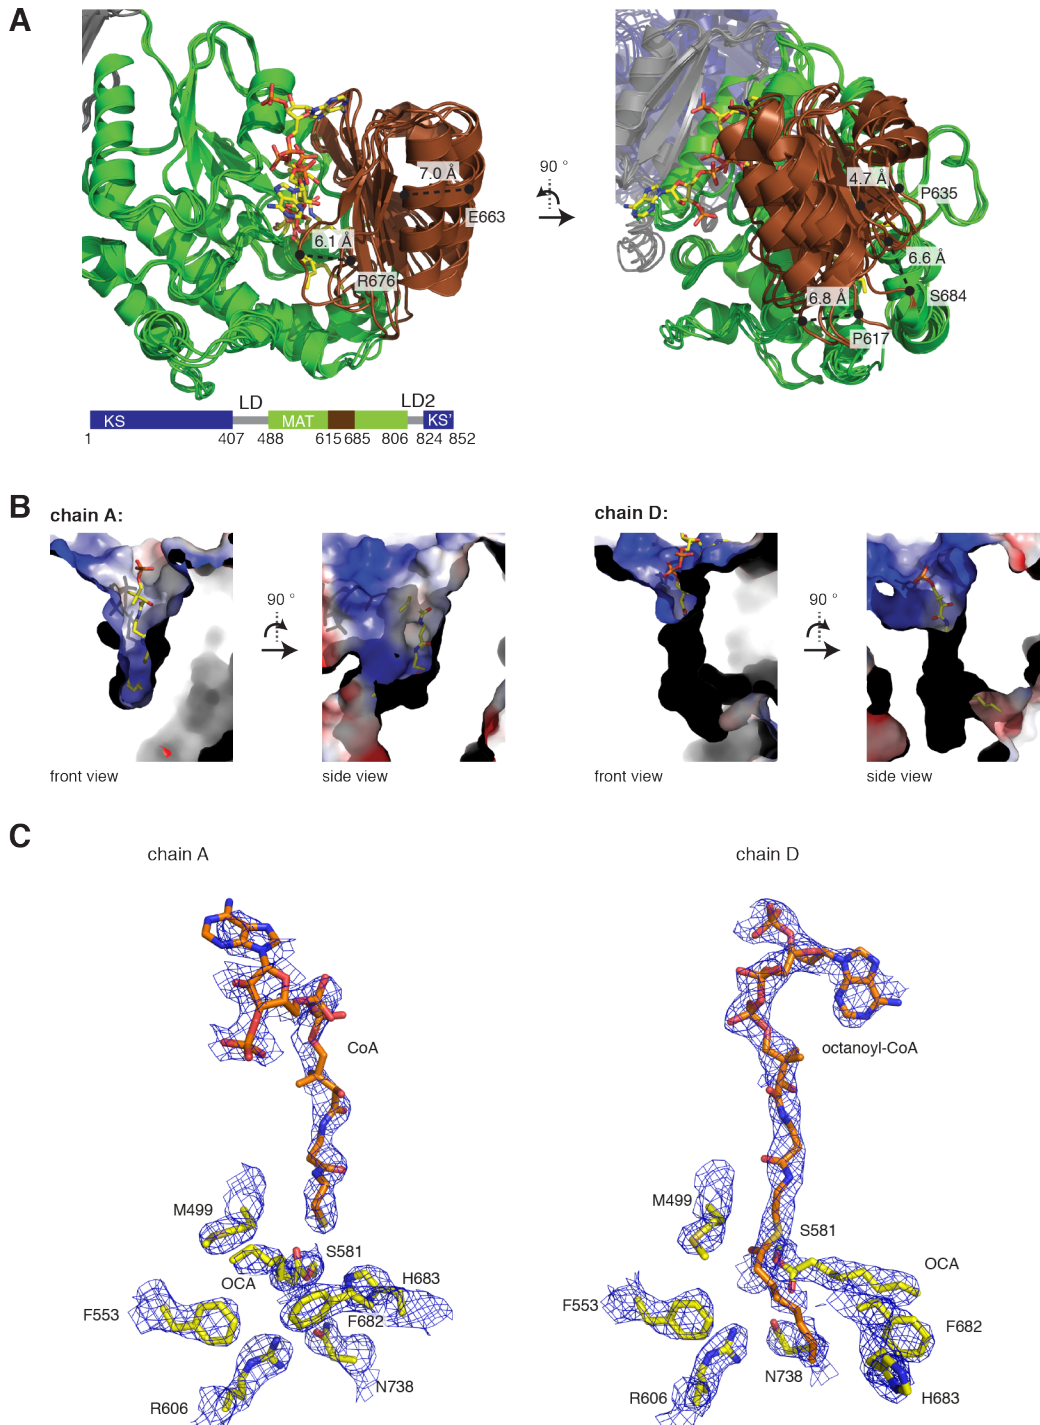 A
7.0 Å
E663
6.1 Å
R676
90 °
4.7 Å
P635
6.6 Å
S684
6.8 Å
P617
LD
LD2
KS
MAT
KS'
1
407
488
615
685
806
824
852
B
chain A:
chain D:
90 °
90 °
front view
side view
front view
side view
C
chain A
chain D
CoA
octanoyl-CoA
M499
S581
OCA
H683
F553
F682
N738
R606
M499
S581
OCA
F553
F682
N738
R606
H683